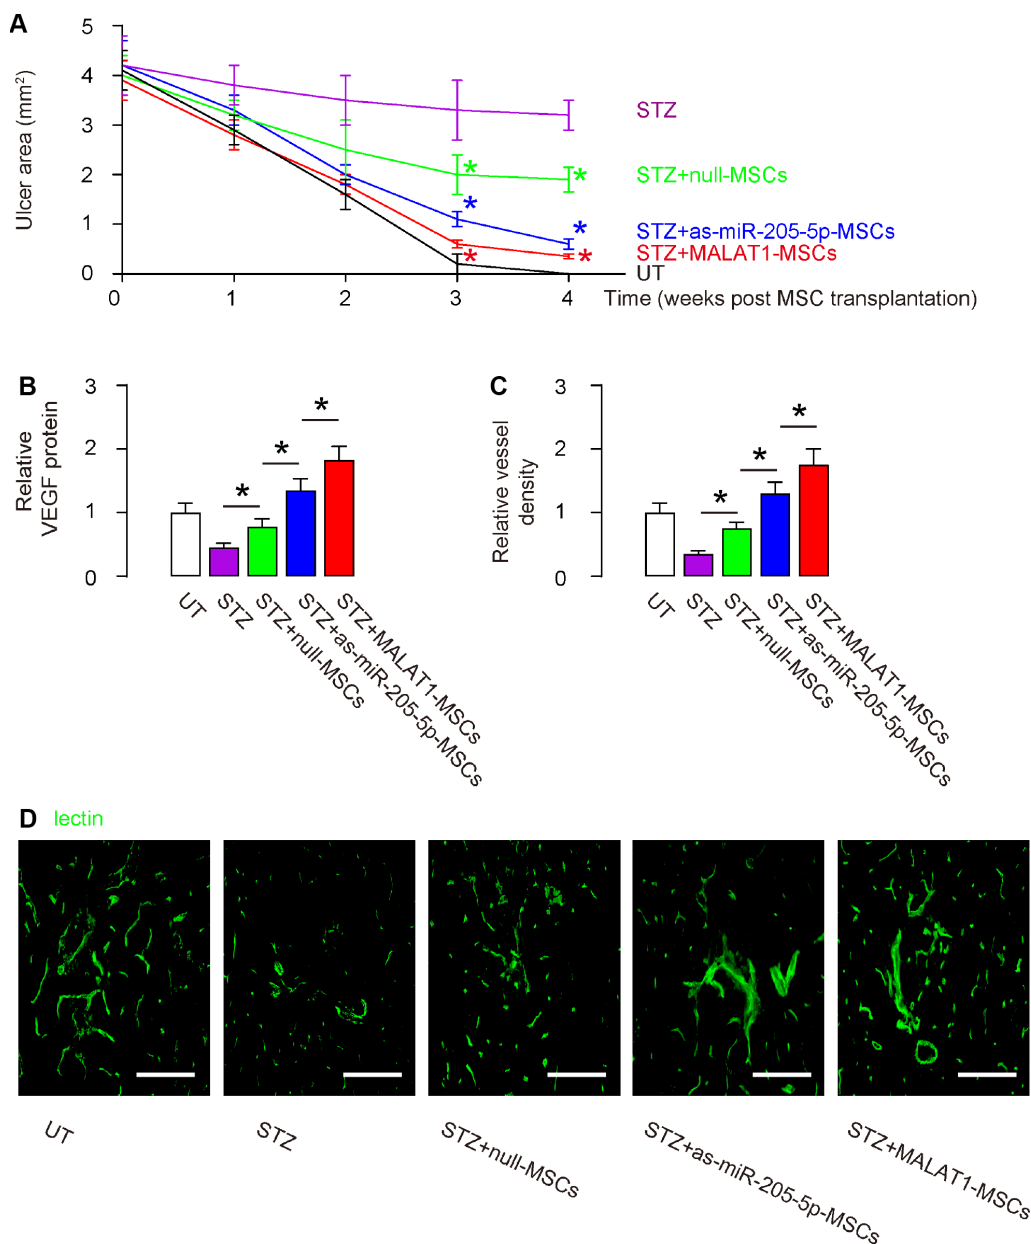 A
Ulcer area (mm²)
5
4
3
2
1
0
0 1 2 3 4 Time (weeks post MSC transplantation)
STZ
STZ+null-MSCs
STZ+as-miR-205-5p-MSCs
STZ+MALAT1-MSCs
UT
* * * * * *
B
Relative
VEGF protein
3
2
1
0
* * *
UT
STZ
STZ+null-MSCs
STZ+as-miR-205-5p-MSCs
STZ+MALAT1-MSCs
C
Relative vessel
density
3
2
1
0
* * *
UT
STZ
STZ+null-MSCs
STZ+as-miR-205-5p-MSCs
STZ+MALAT1-MSCs
D lectin
UT
STZ
STZ+null-MSCs
STZ+as-miR-205-5p-MSCs
STZ+MALAT1-MSCs